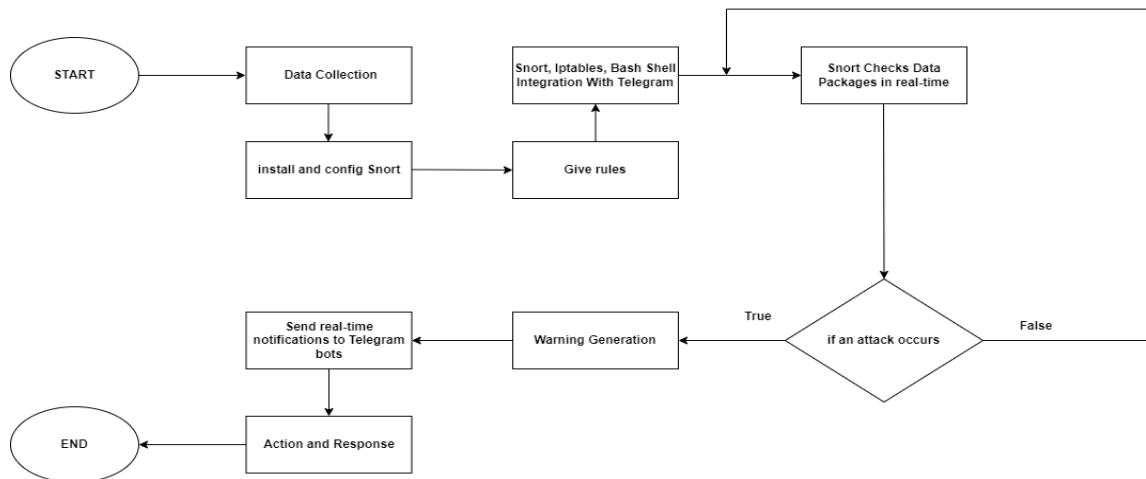 START
Data Collection
install and config Snort
Give rules
Snort, Iptables, Bash Shell
Integration With Telegram
Snort Checks Data
Packages in real-time
if an attack occurs
True
False
Warning Generation
Send real-time
notifications to Telegram
bots
Action and Response
END